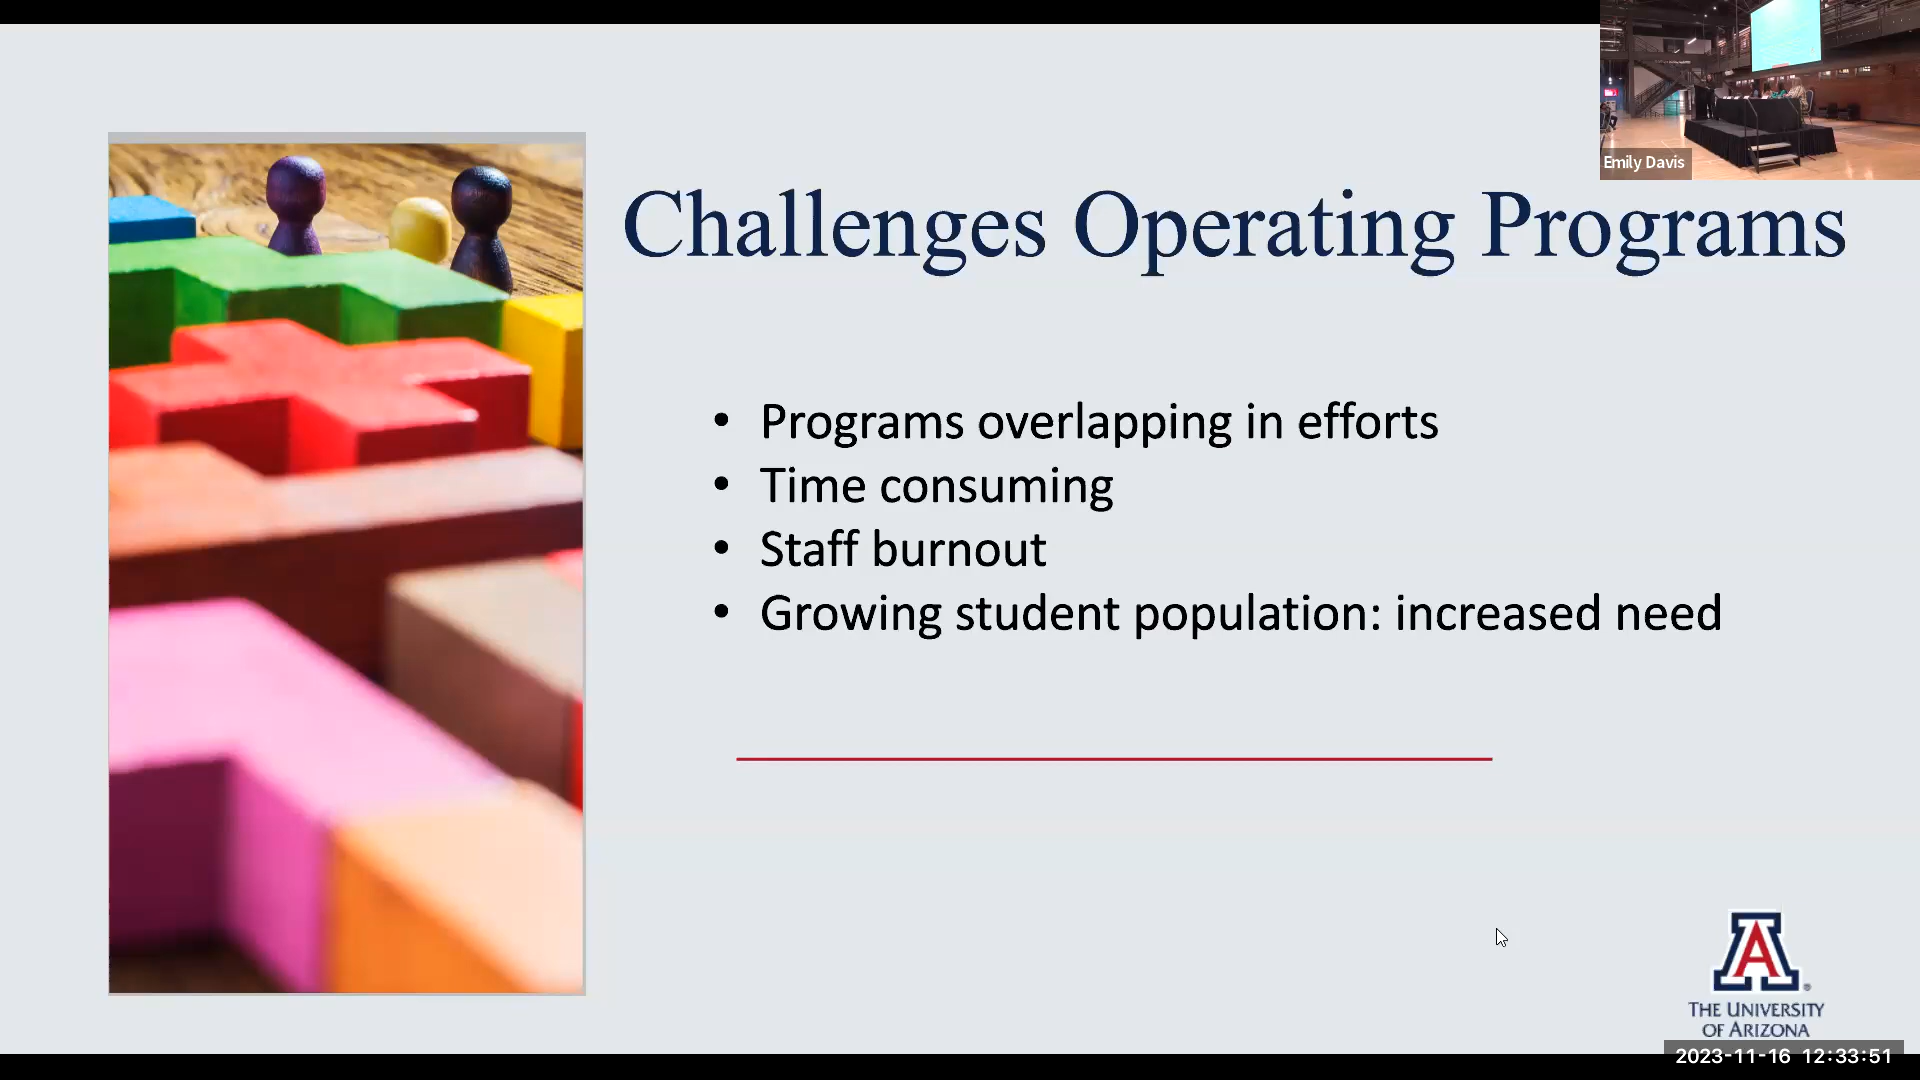 Emily Davis
Challenges Operating Programs
• Programs overlapping in efforts
• Time consuming
• Staff burnout
• Growing student population: increased need
A
THE UNIVERSITY
OF ARIZONA
2023-11-16 12:33:51